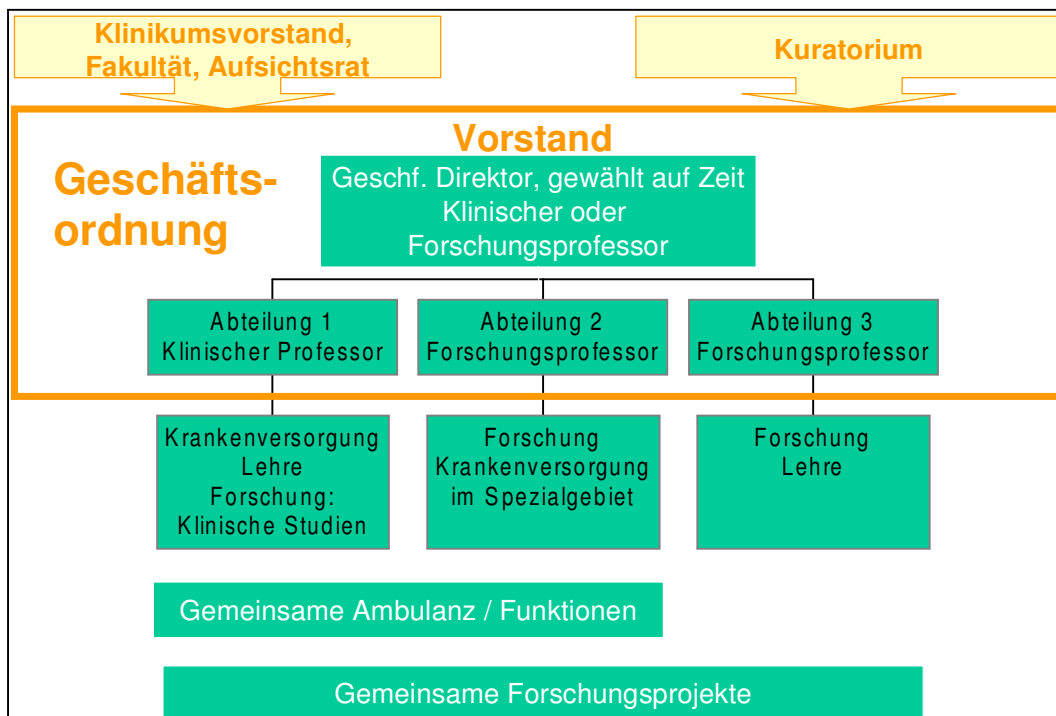 Klinikumsvorstand,
Fakultät, Aufsichtsrat
Kuratorium
Vorstand
Geschäfts-
ordnung
Geschf. Direktor, gewählt auf Zeit
Klinischer oder
Forschungsprofessor
Abteilung 1
Klinischer Professor
Abteilung 2
Forschungsprofessor
Abteilung 3
Forschungsprofessor
Krankenversorgung
Lehre
Forschung:
Klinische Studien
Forschung
Krankenversorgung
im Spezialgebiet
Forschung
Lehre
Gemeinsame Ambulanz / Funktionen
Gemeinsame Forschungsprojekte